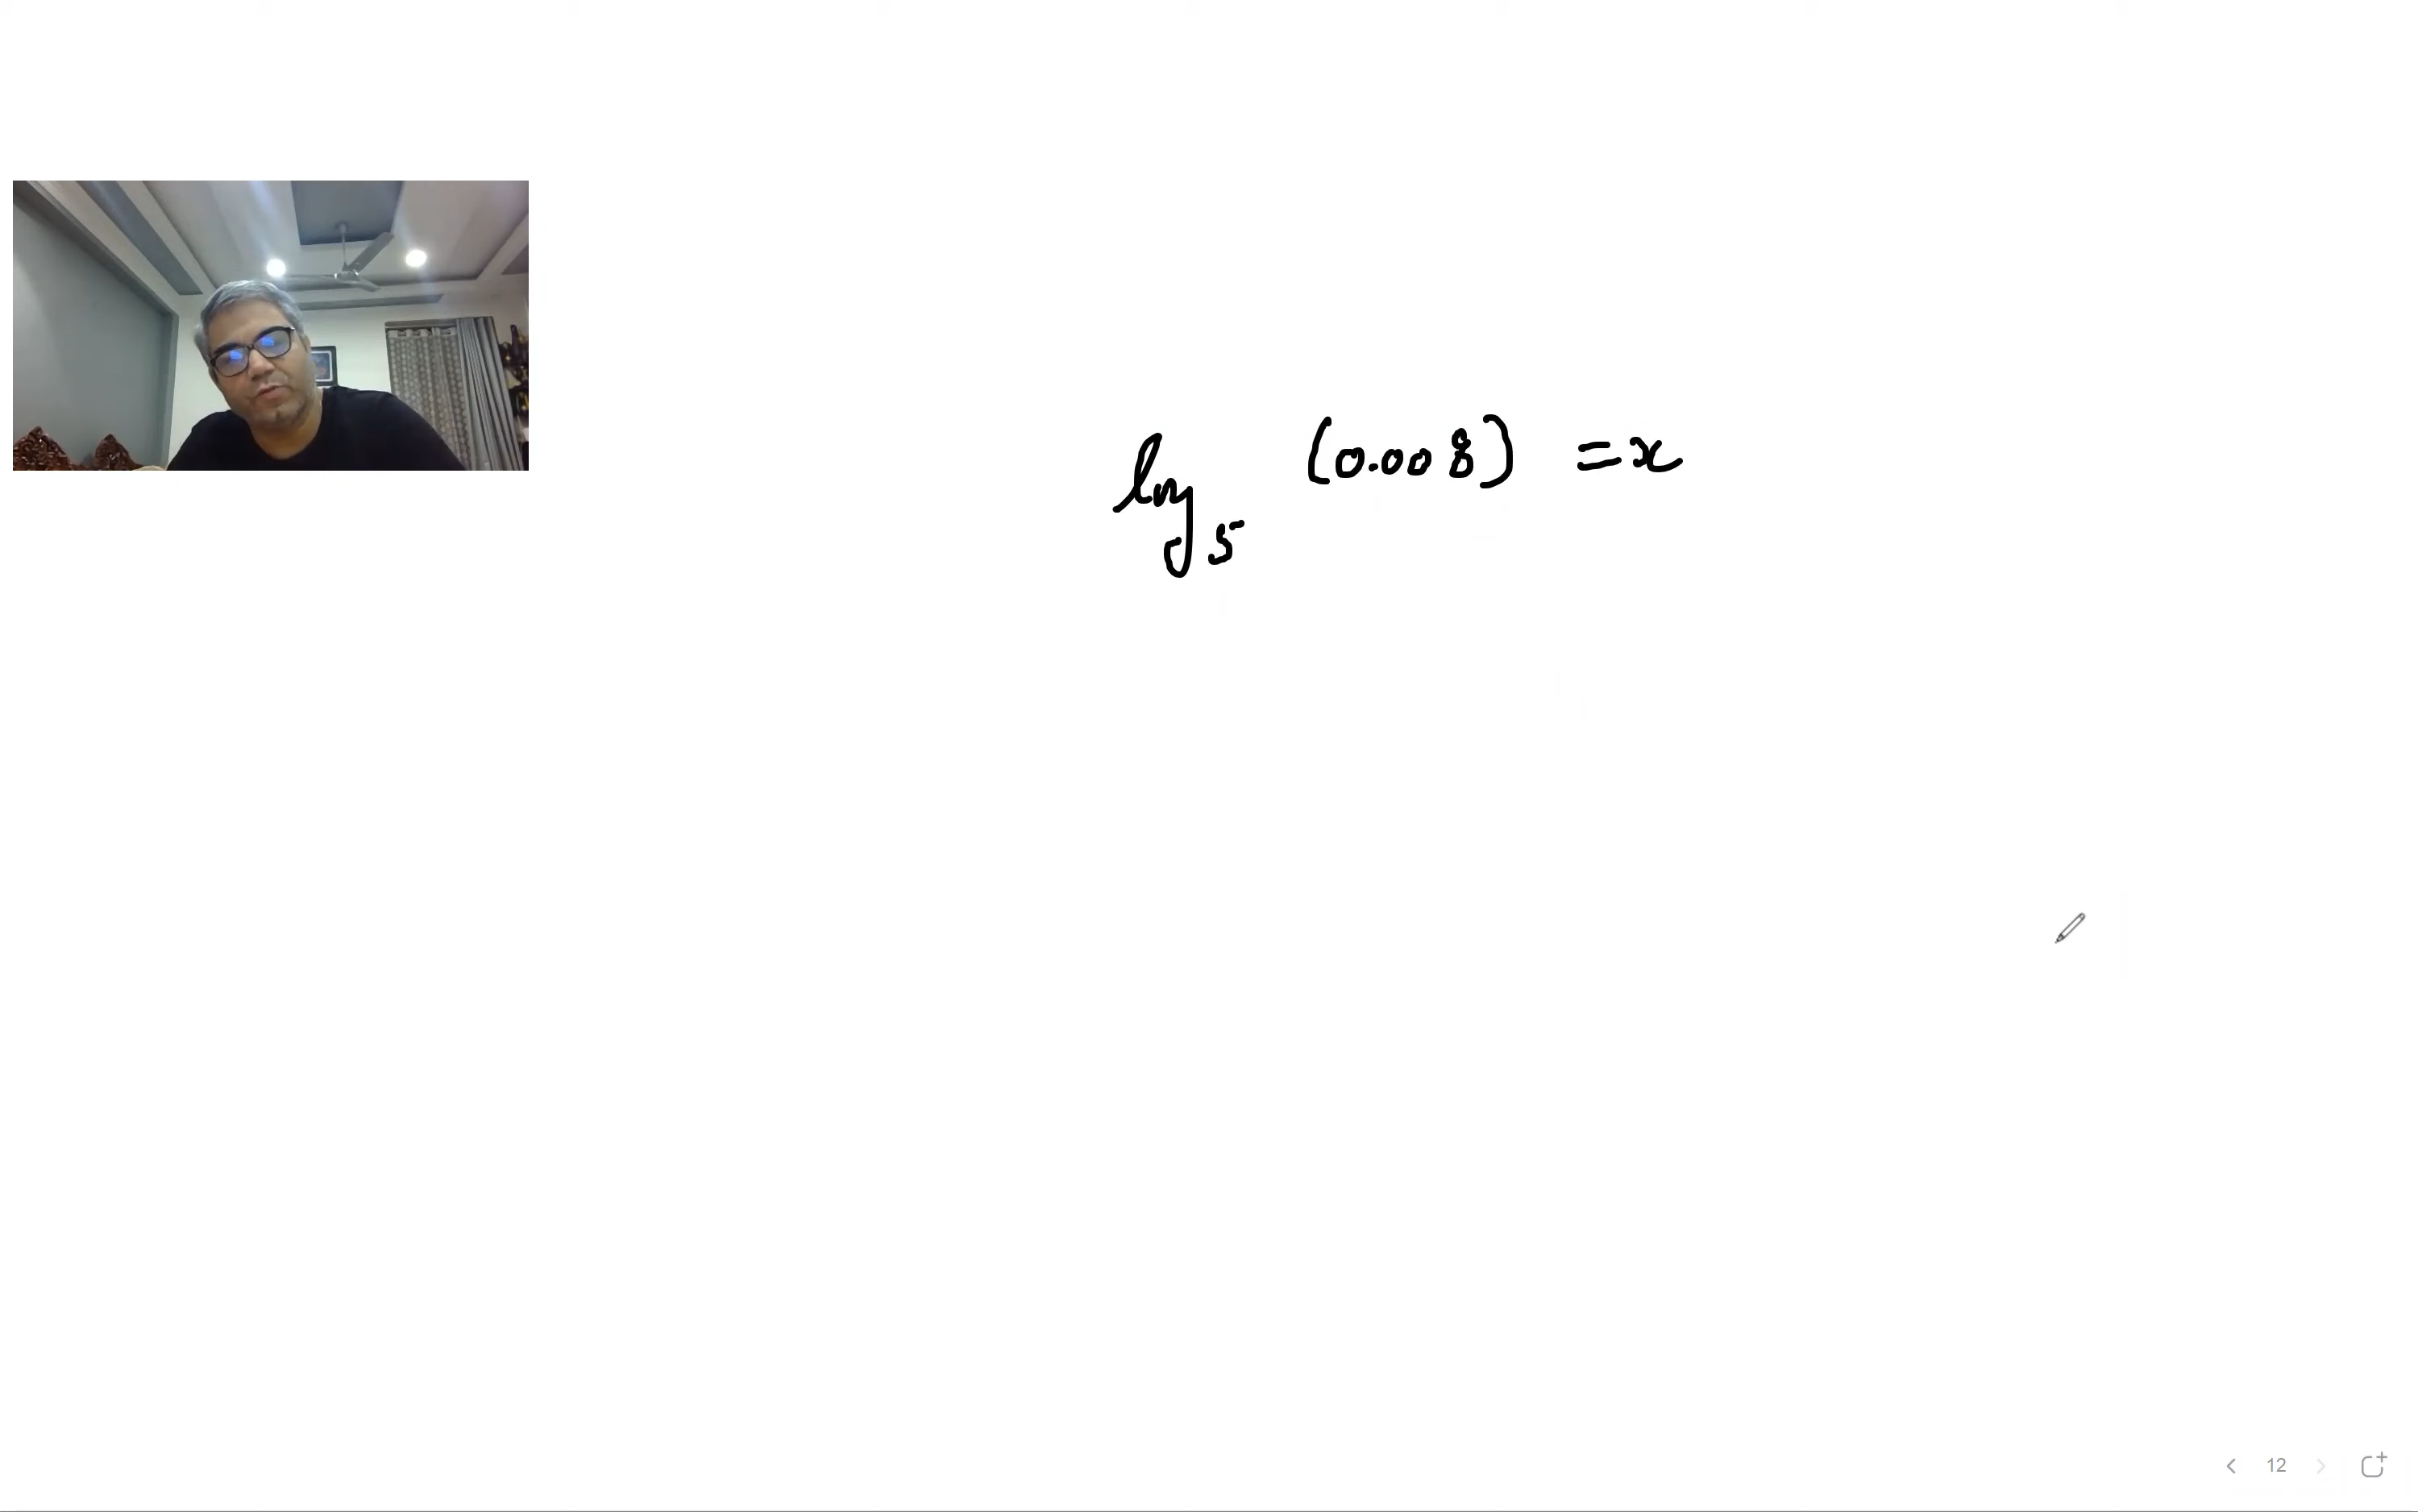 log₅ (0.008) = x
12